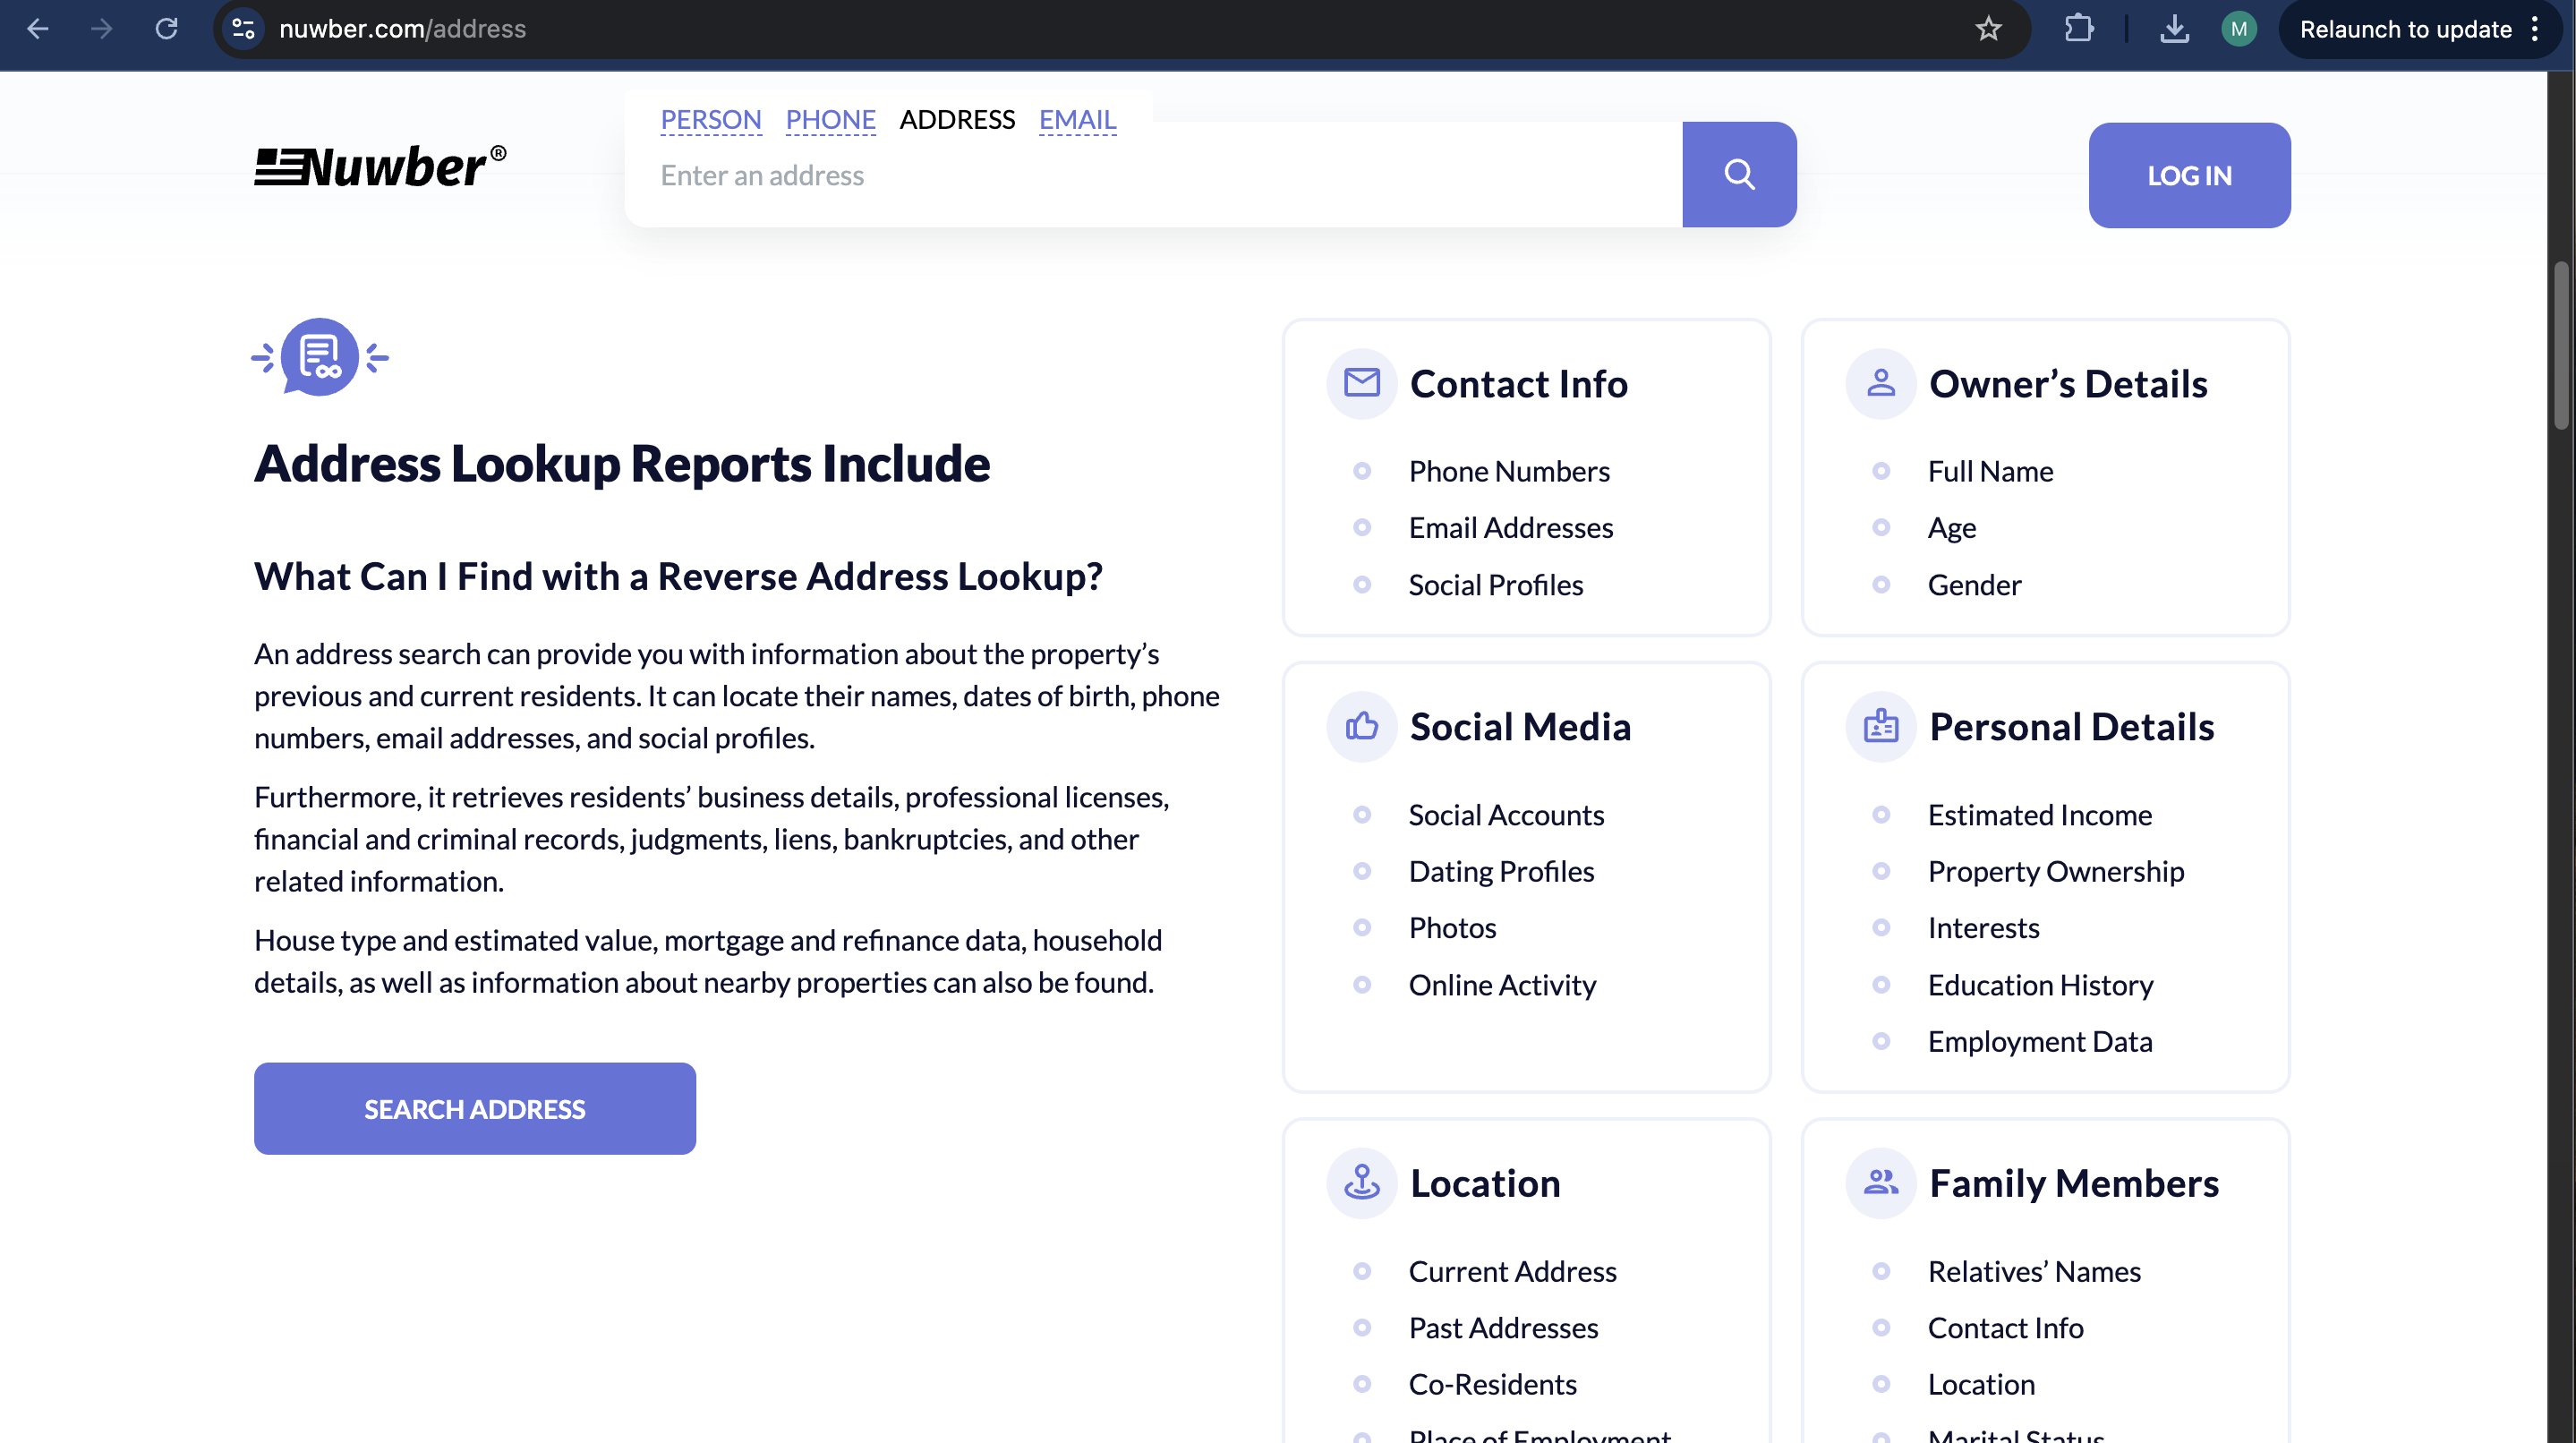 nuwber.com/address
M
Relaunch to update
PERSON PHONE ADDRESS EMAIL
Nuwber®
Enter an address
LOG IN
Address Lookup Reports Include
What Can I Find with a Reverse Address Lookup?
An address search can provide you with information about the property’s
previous and current residents. It can locate their names, dates of birth, phone
numbers, email addresses, and social profiles.
Furthermore, it retrieves residents’ business details, professional licenses,
financial and criminal records, judgments, liens, bankruptcies, and other
related information.
House type and estimated value, mortgage and refinance data, household
details, as well as information about nearby properties can also be found.
SEARCH ADDRESS
Contact Info
Phone Numbers
Email Addresses
Social Profiles
Owner’s Details
Full Name
Age
Gender
Social Media
Social Accounts
Dating Profiles
Photos
Online Activity
Personal Details
Estimated Income
Property Ownership
Interests
Education History
Employment Data
Location
Current Address
Past Addresses
Co-Residents
Place of Employment
Family Members
Relatives’ Names
Contact Info
Location
Marital Status